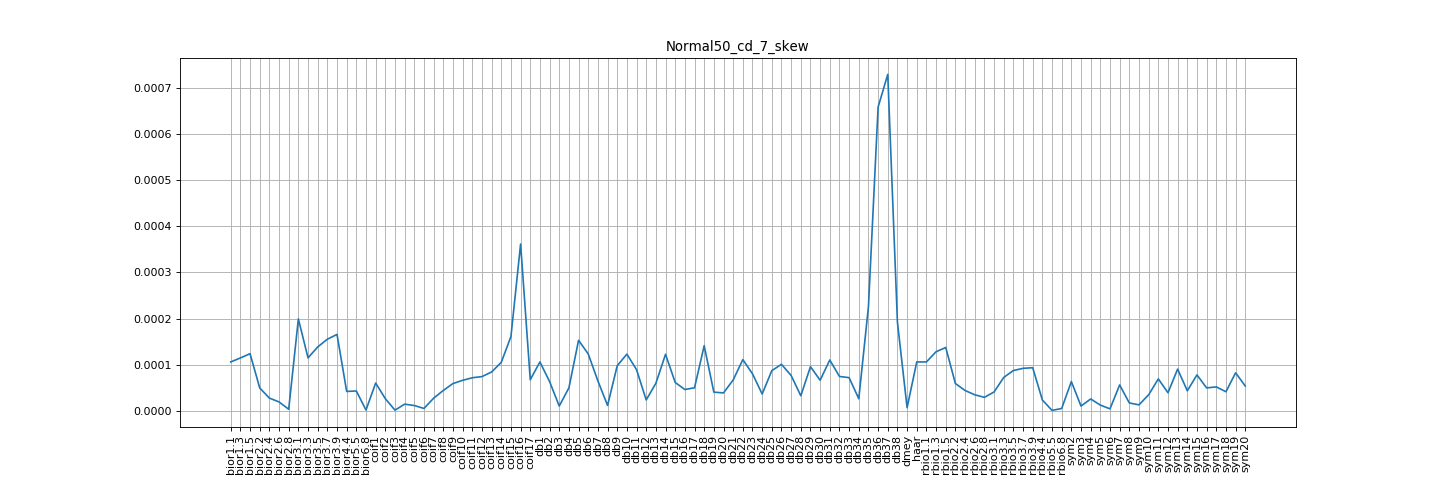 Normal50_cd_7_skew
0.0007
0.0006
0.0005
0.0004
0.0003
0.0002
0.0001
0.0000
bior1.1
bior1.3
bior1.5
bior2.2
bior2.4
bior2.6
bior2.8
bior3.1
bior3.3
bior3.5
bior3.7
bior3.9
bior4.4
bior5.5
bior6.8
coif1
coif2
coif3
coif4
coif5
coif6
coif7
coif8
coif9
coif10
coif11
coif12
coif13
coif14
coif15
coif16
coif17
db1
db2
db3
db4
db5
db6
db7
db8
db9
db10
db11
db12
db13
db14
db15
db16
db17
db18
db19
db20
db21
db22
db23
db24
db25
db26
db27
db28
db29
db30
db31
db32
db33
db34
db35
db36
db37
db38
dmey
haar
rbio1.1
rbio1.3
rbio1.5
rbio2.2
rbio2.4
rbio2.6
rbio2.8
rbio3.1
rbio3.3
rbio3.5
rbio3.7
rbio3.9
rbio4.4
rbio5.5
rbio6.8
sym2
sym3
sym4
sym5
sym6
sym7
sym8
sym9
sym10
sym11
sym12
sym13
sym14
sym15
sym16
sym17
sym18
sym19
sym20